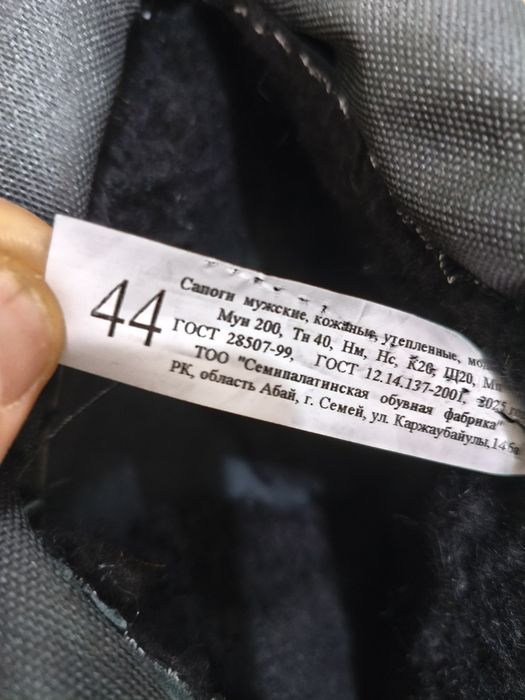 44
Сапоги мужские, кожаные, утепленные,
Мун 200, Тн 40, Нм, Нс, К20, Щ20,
ГОСТ 28507-99, ГОСТ 12.14.137-2001, 2025
ТОО "Семипалатинская обувная фабрика"
РК, область Абай, г. Семей, ул. Каржаубайулы,